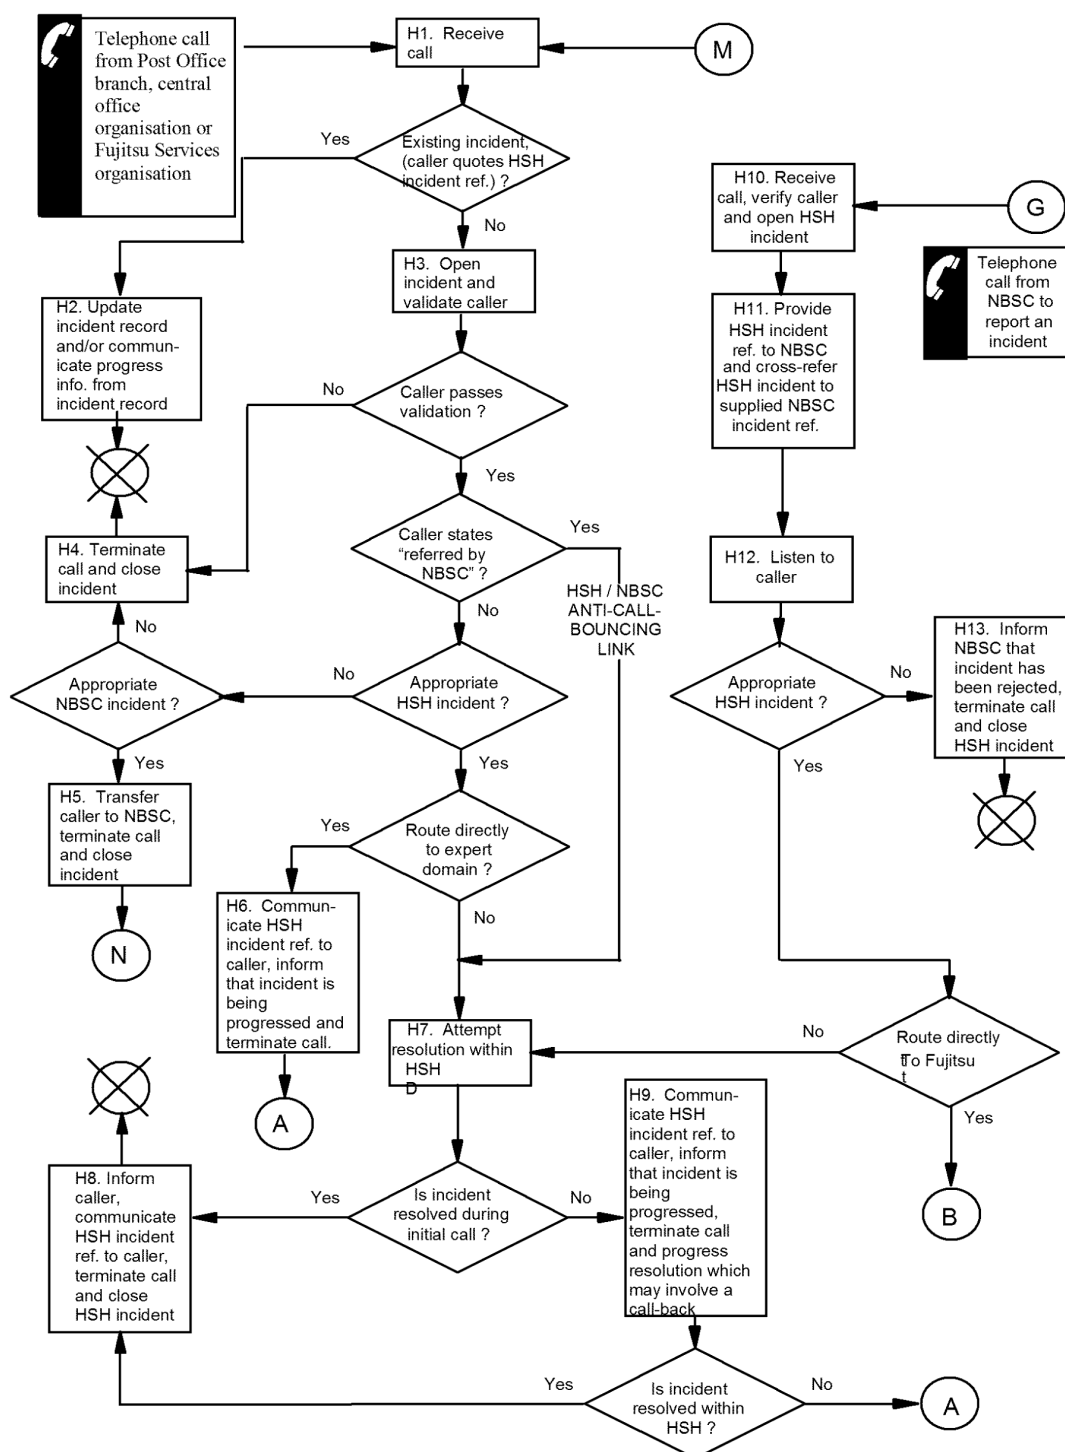 Telephone call
from Post Office
branch, central
office
organisation or
Fujitsu Services
organisation
H1.  Receive
call
M
Yes
Existing incident,
(caller quotes HSH
incident ref.) ?
No
H10. Receive
call, verify caller
and open HSH
incident
G
Telephone
call from
NBSC to
report an
incident
H3.  Open
incident and
validate caller
H2. Update
incident record
and/or commun-
icate progress
info. from
incident record
H11. Provide
HSH incident
ref. to NBSC
and cross-refer
HSH incident to
supplied NBSC
incident ref.
No
Caller passes
validation ?
Yes
Caller states
“referred by
NBSC” ?
Yes
No
HSH / NBSC
ANTI-CALL-
BOUNCING
LINK
H4. Terminate
call and close
incident
No
H12.  Listen to
caller
H13.  Inform
NBSC that
incident has
been rejected,
terminate call
and close
HSH incident
Appropriate
NBSC incident ?
No
Appropriate
HSH incident ?
Appropriate
HSH incident ?
No
Yes
Yes
Yes
H5.  Transfer
caller to NBSC,
terminate call
and close
incident
N
Yes
Route directly
to expert
domain ?
No
H6.  Commun-
icate HSH
incident ref. to
caller, inform
that incident is
being
progressed and
terminate call.
A
H7.  Attempt
resolution within
HSH
D
No
Route directly
To Fujitsu
t
Yes
B
H9.  Commun-
icate HSH
incident ref. to
caller, inform
that incident is
being
progressed,
terminate call
and progress
resolution which
may involve a
call-back
H8. Inform
caller,
communicate
HSH incident
ref. to caller,
terminate call
and close
HSH incident
Yes
Is incident
resolved during
initial call ?
No
Yes
Is incident
resolved within
HSH ?
No
A